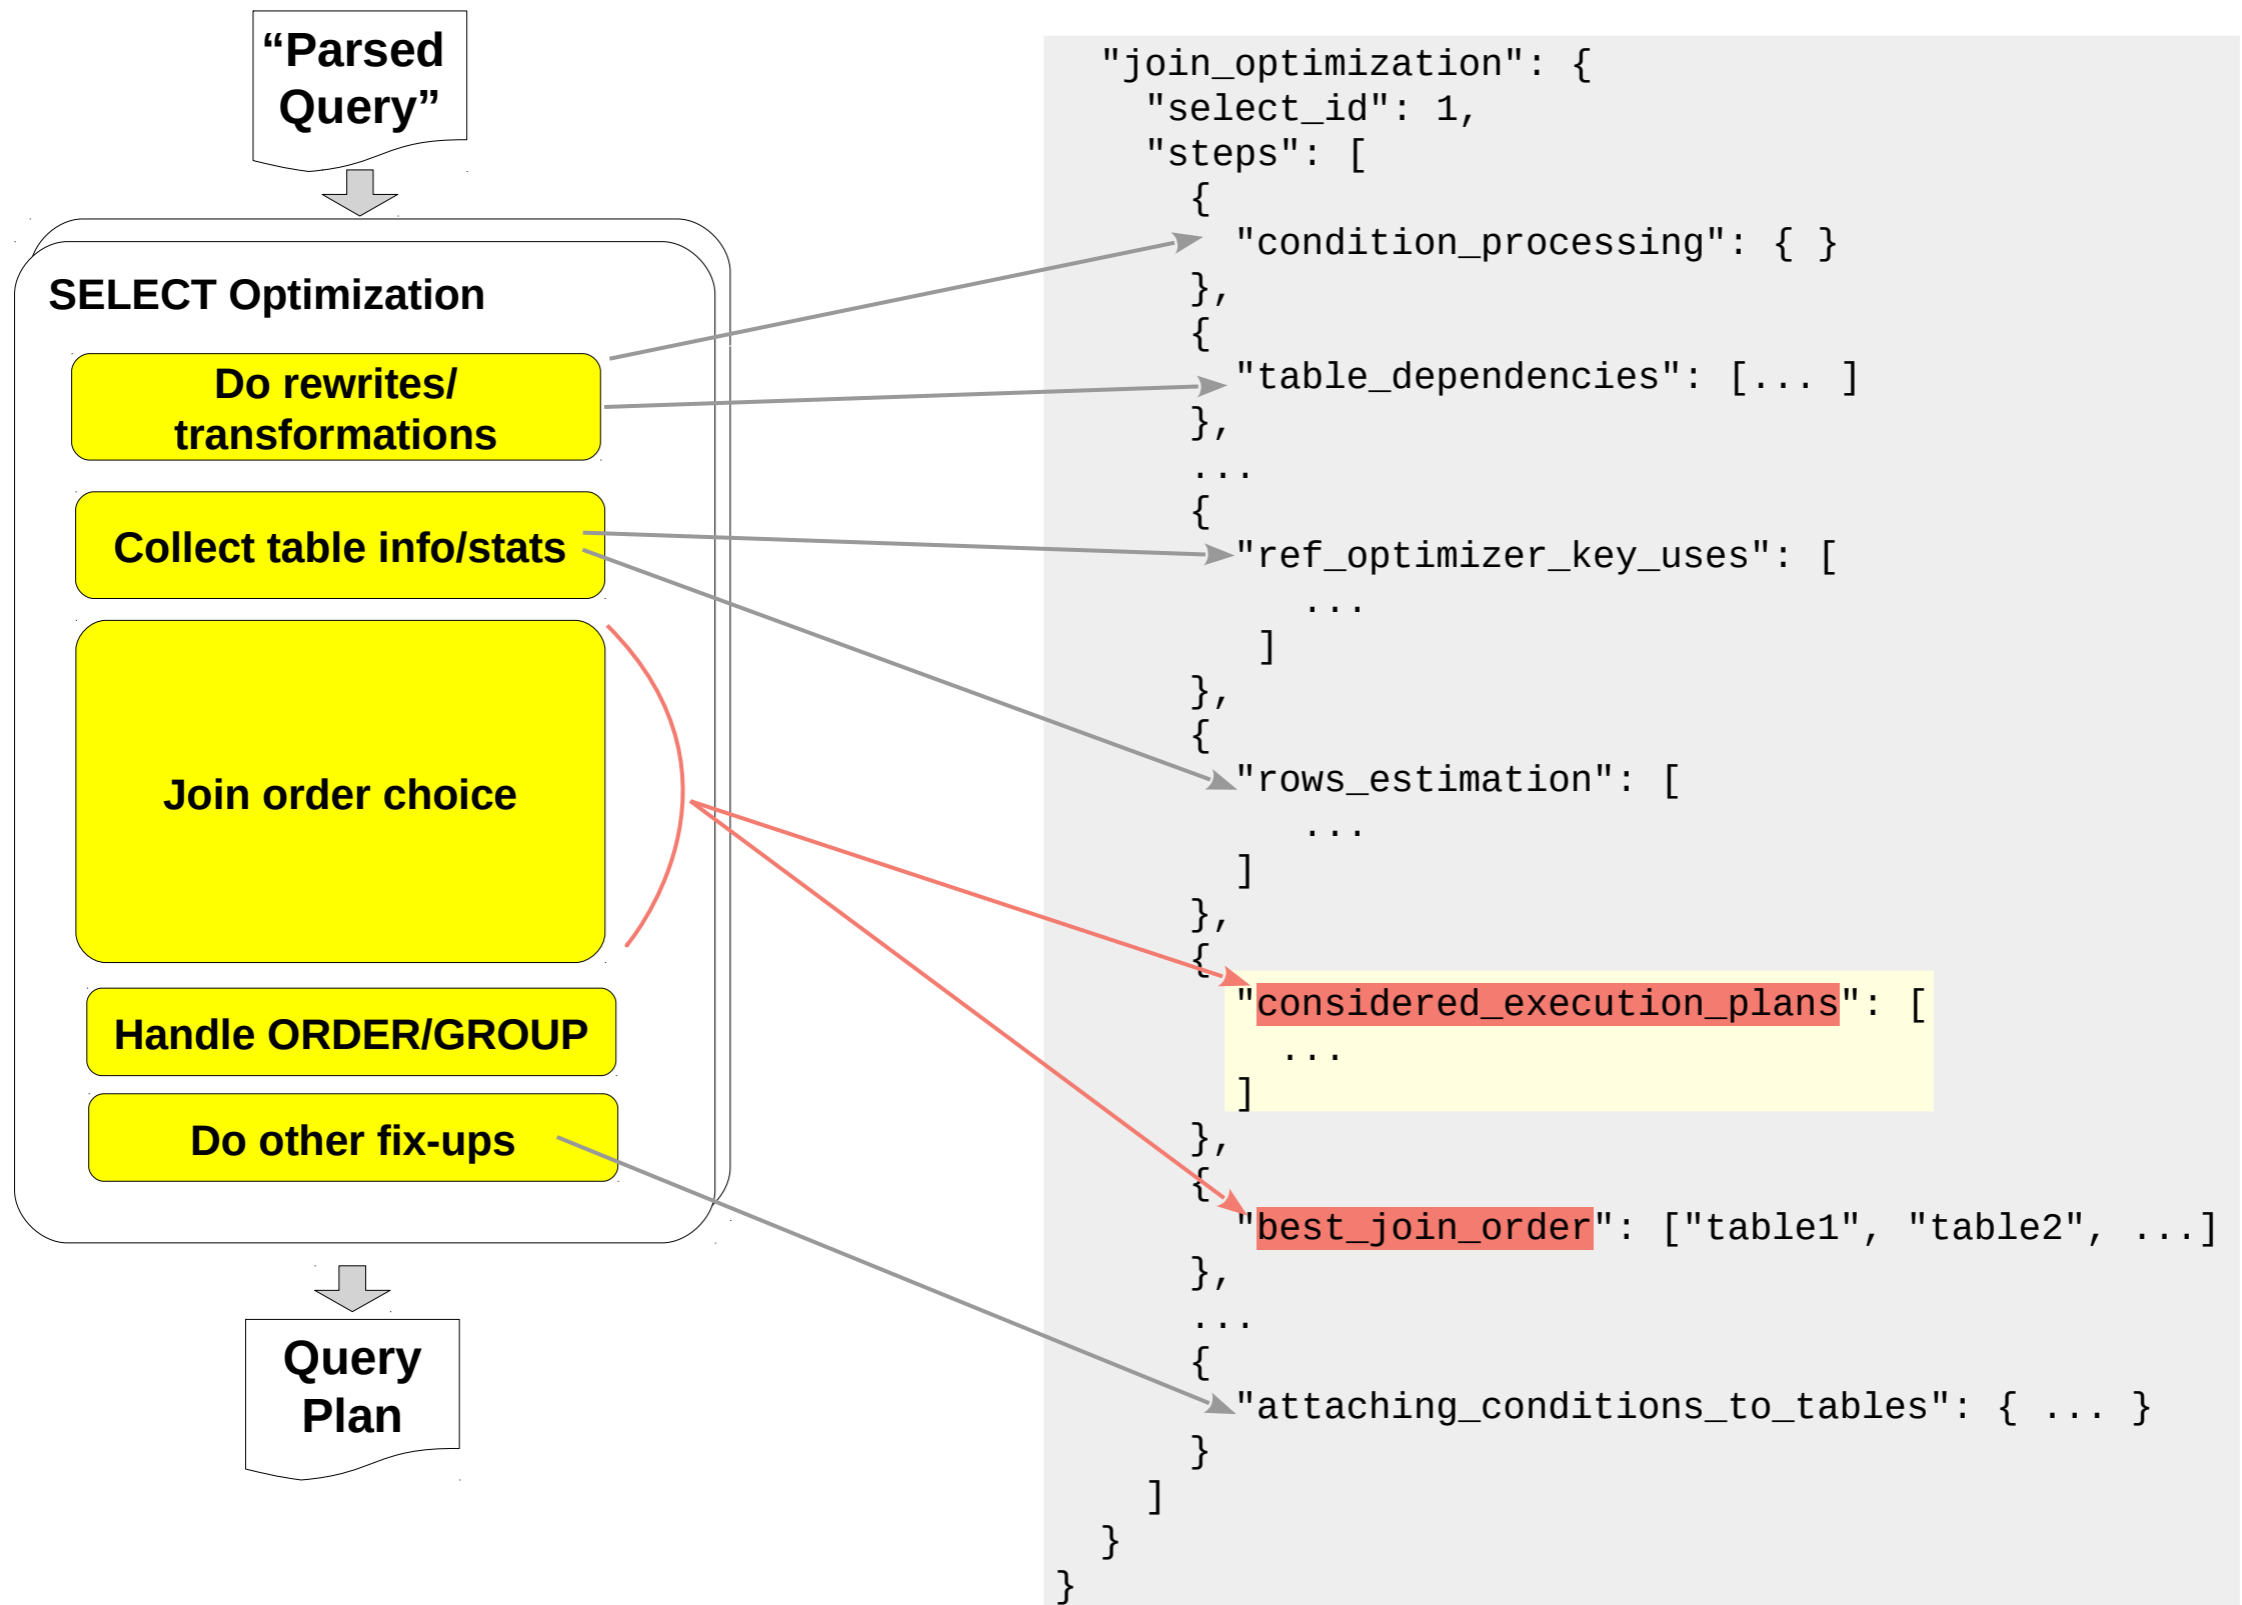 “Parsed
Query”
SELECT Optimization
Do rewrites/
transformations
Collect table info/stats
Join order choice
Handle ORDER/GROUP
Do other fix-ups
Query
Plan
"join_optimization": {
"select_id": 1,
"steps": [
{
"condition_processing": { }
},
{
"table_dependencies": [... ]
},
...
{
"ref_optimizer_key_uses": [
...
]
},
{
"rows_estimation": [
...
]
},
{
"considered_execution_plans": [
...
]
},
{
"best_join_order": ["table1", "table2", ...]
},
...
{
"attaching_conditions_to_tables": { ... }
}
]
}
}